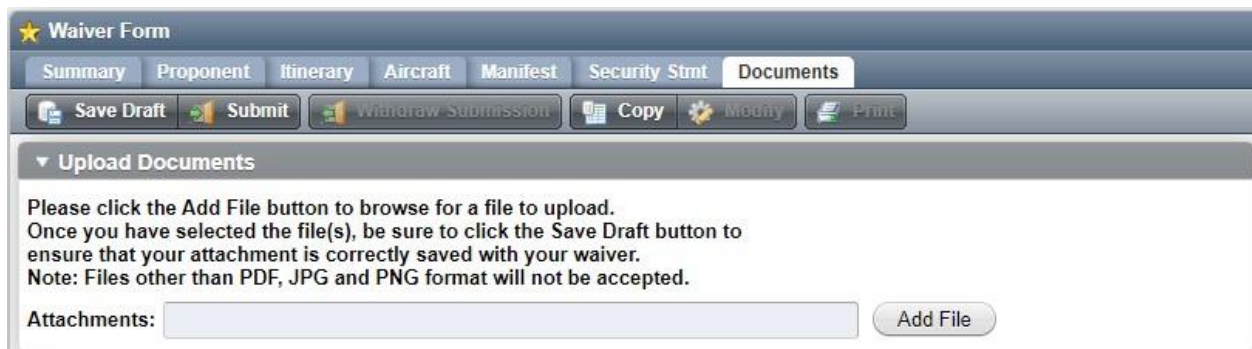 Waiver Form
Summary Proponent Itinerary Aircraft Manifest Security Stmt Documents
Save Draft Submit Withdraw Submission Copy Modify Print
Upload Documents
Please click the Add File button to browse for a file to upload.
Once you have selected the file(s), be sure to click the Save Draft button to
ensure that your attachment is correctly saved with your waiver.
Note: Files other than PDF, JPG and PNG format will not be accepted.
Attachments: Add File